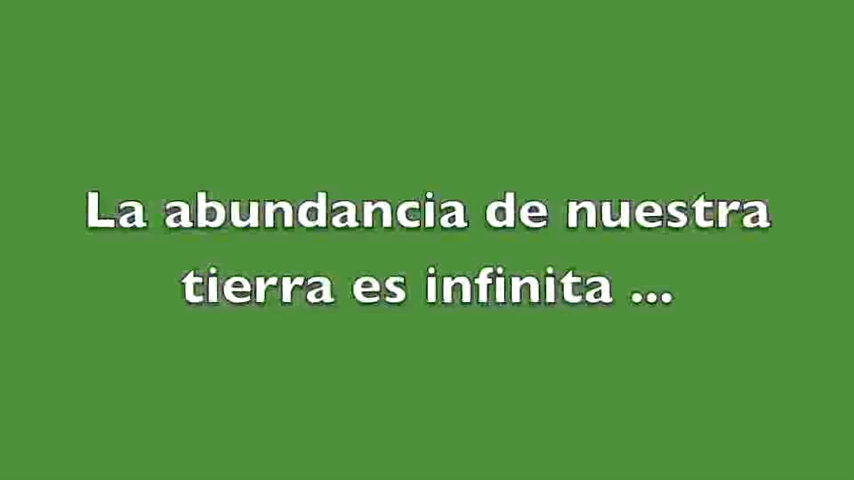 La abundancia de nuestra
tierra es infinita ...